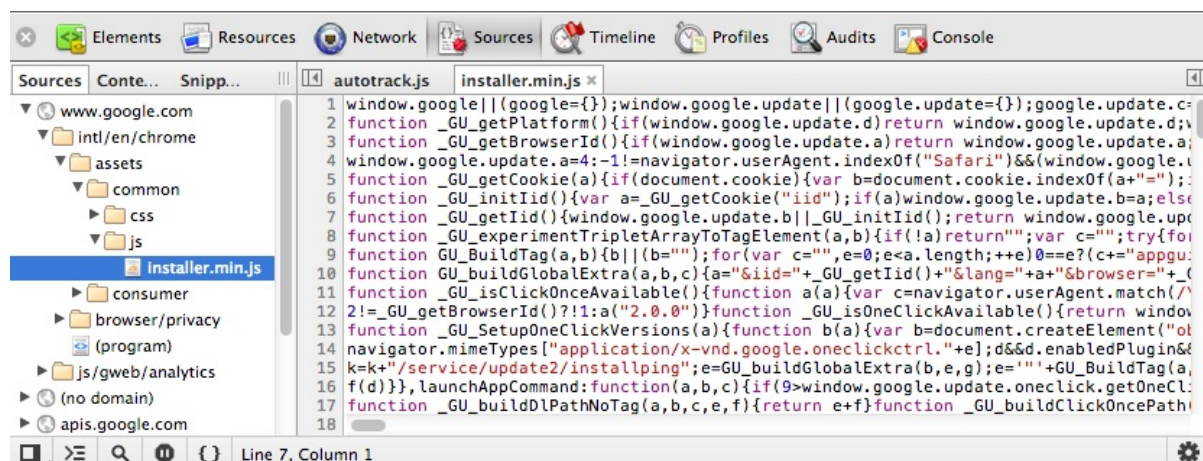 Elements Resources Network Sources Timeline Profiles Audits Console
Sources Conte... Snipp... autotrack.js installer.min.js
www.google.com
intl/en/chrome
assets
common
css
js
installer.min.js
consumer
browser/privacy
(program)
js/gweb/analytics
(no domain)
apis.google.com
1 window.google||(google={});window.google.update||(google.update={});google.update.c=
2 function _GU_getPlatform(){if(window.google.update.d)return window.google.update.d;
3 function _GU_getBrowserId(){if(window.google.update.a)return window.google.update.a;
4 window.google.update.a=4:-1!=navigator.userAgent.indexOf("Safari")&&(window.google.u
5 function _GU_getCookie(a){if(document.cookie){var b=document.cookie.indexOf(a+"=");
6 function _GU_initIid(){var a=_GU_getCookie("iid");if(a)window.google.update.b=a;else
7 function _GU_getIid(){window.google.update.b||_GU_initIid();return window.google.upd
8 function _GU_experimentTripletArrayToTagElement(a,b){if(!a)return"";var c="";try{for
9 function GU_BuildTag(a,b){b||(b="");for(var c="",e=0;e<a.length;++e)0==e?(c+="appgui
10 function GU_buildGlobalExtra(a,b,c){a="&iid="+_GU_getIid()+"&lang="+a+"&browser="+_G
11 function _GU_isClickOnceAvailable(){function a(a){var c=navigator.userAgent.match(/
12 2!=_GU_getBrowserId()?!1:a("2.0.0")}function _GU_isOneClickAvailable(){return window
13 function _GU_SetupOneClickVersions(a){function b(a){var b=document.createElement("ob
14 navigator.mimeTypes["application/x-vnd.google.oneclickctrl."+e];d&&d.enabledPlugin&&
15 k=k+"/service/update2/installping";e=GU_buildGlobalExtra(b,e,g);e='"'+GU_BuildTag(a,
16 f(d)}},launchAppCommand:function(a,b,c){if(9>window.google.update.oneclick.getOneCli
17 function _GU_buildDlPathNoTag(a,b,c,e,f){return e+f}function _GU_buildClickOncePath(
18
Line 7, Column 1